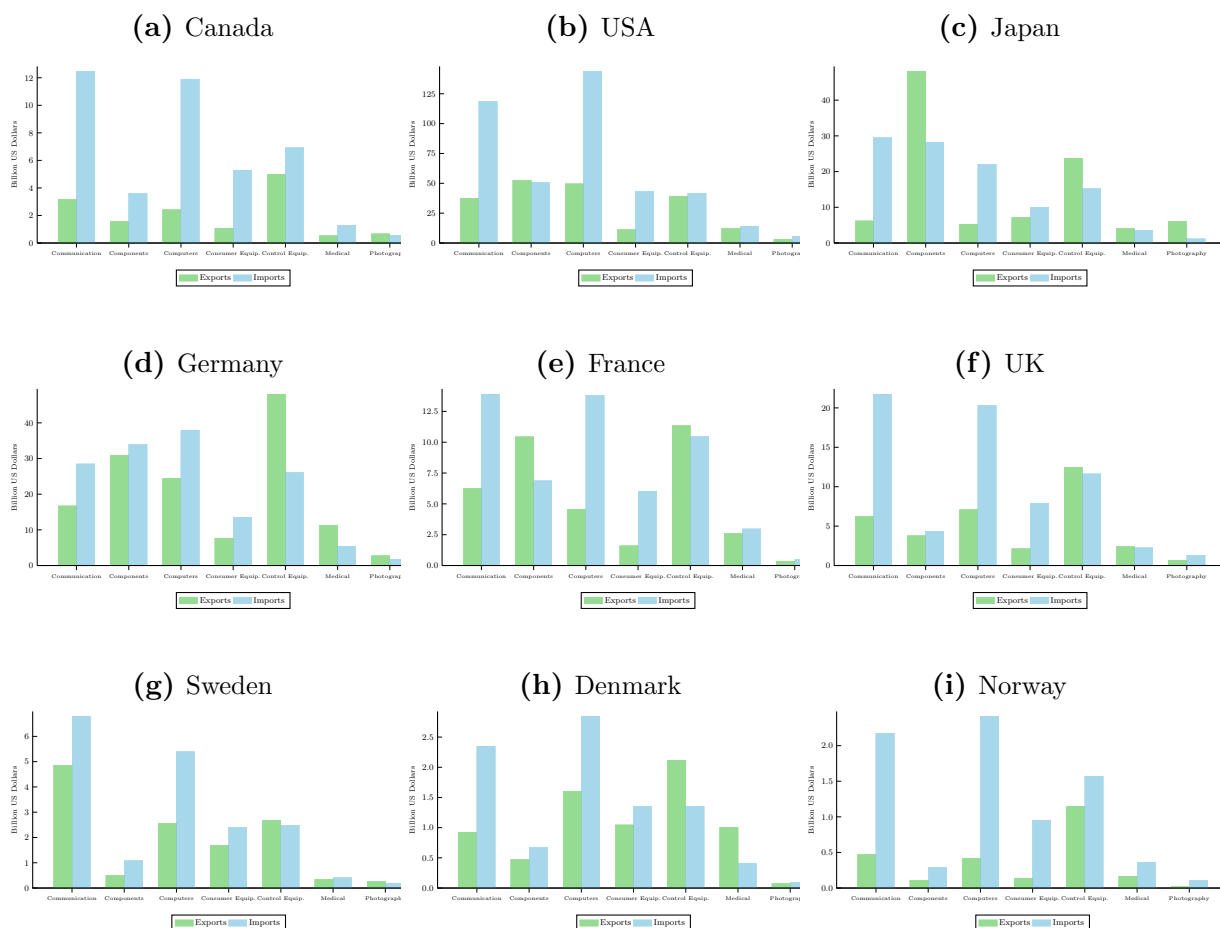 (a) Canada
Billion US Dollars
12
10
8
6
4
2
0
Communication Components Computers Consumer Equip. Control Equip. Medical Photograp
Exports Imports
(b) USA
Billion US Dollars
125
100
75
50
25
0
Communication Components Computers Consumer Equip. Control Equip. Medical Photograp
Exports Imports
(c) Japan
Billion US Dollars
40
30
20
10
0
Communication Components Computers Consumer Equip. Control Equip. Medical Photography
Exports Imports
(d) Germany
Billion US Dollars
40
30
20
10
0
Communication Components Computers Consumer Equip. Control Equip. Medical Photograp
Exports Imports
(e) France
Billion US Dollars
12.5
10.0
7.5
5.0
2.5
0.0
Communication Components Computers Consumer Equip. Control Equip. Medical Photograp
Exports Imports
(f) UK
Billion US Dollars
20
15
10
5
0
Communication Components Computers Consumer Equip. Control Equip. Medical Photography
Exports Imports
(g) Sweden
Billion US Dollars
6
5
4
3
2
1
0
Communication Components Computers Consumer Equip. Control Equip. Medical Photograp
Exports Imports
(h) Denmark
Billion US Dollars
2.5
2.0
1.5
1.0
0.5
0.0
Communication Components Computers Consumer Equip. Control Equip. Medical Photograp
Exports Imports
(i) Norway
Billion US Dollars
2.0
1.5
1.0
0.5
0.0
Communication Components Computers Consumer Equip. Control Equip. Medical Photography
Exports Imports